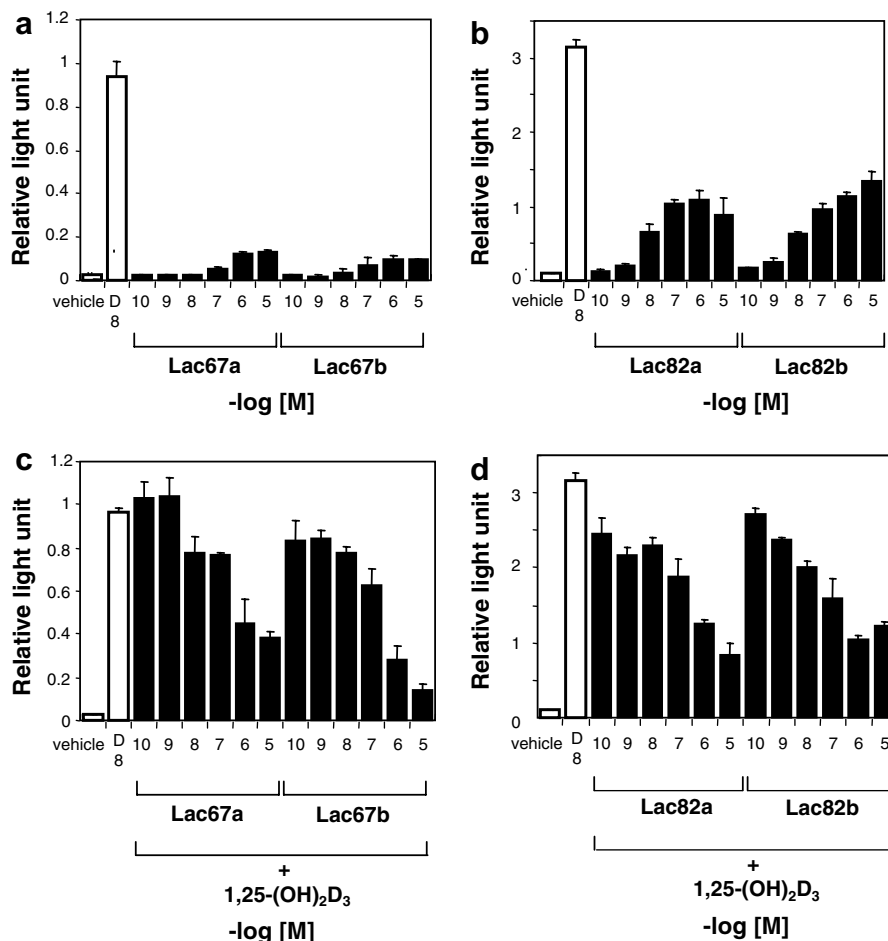 a
Relative light unit
1.2
1
0.8
0.6
0.4
0.2
0
vehicle D 8 10 9 8 7 6 5 10 9 8 7 6 5
Lac67a Lac67b
-log [M]
b
Relative light unit
3
2
1
0
vehicle D 8 10 9 8 7 6 5 10 9 8 7 6 5
Lac82a Lac82b
-log [M]
c
Relative light unit
1.2
1
0.8
0.6
0.4
0.2
0
vehicle D 8 10 9 8 7 6 5 10 9 8 7 6 5
Lac67a Lac67b
+
1,25-(OH)₂D₃
-log [M]
d
Relative light unit
3
2
1
0
vehicle D 8 10 9 8 7 6 5 10 9 8 7 6 5
Lac82a Lac82b
+
1,25-(OH)₂D₃
-log [M]